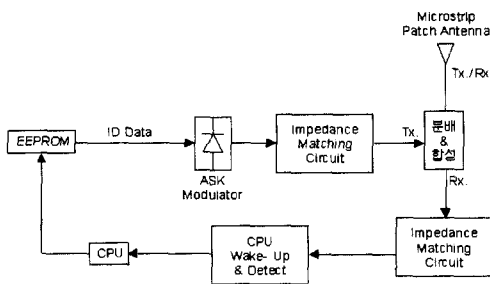 Microstrip
Patch Antenna
Tx./Rx
EEPROM
ID Data
ASK
Modulator
Impedance
Matching
Circuit
Tx.
분배
&
합성
Rx.
CPU
CPU
Wake- Up
& Detect
Impedance
Matching
Circuit